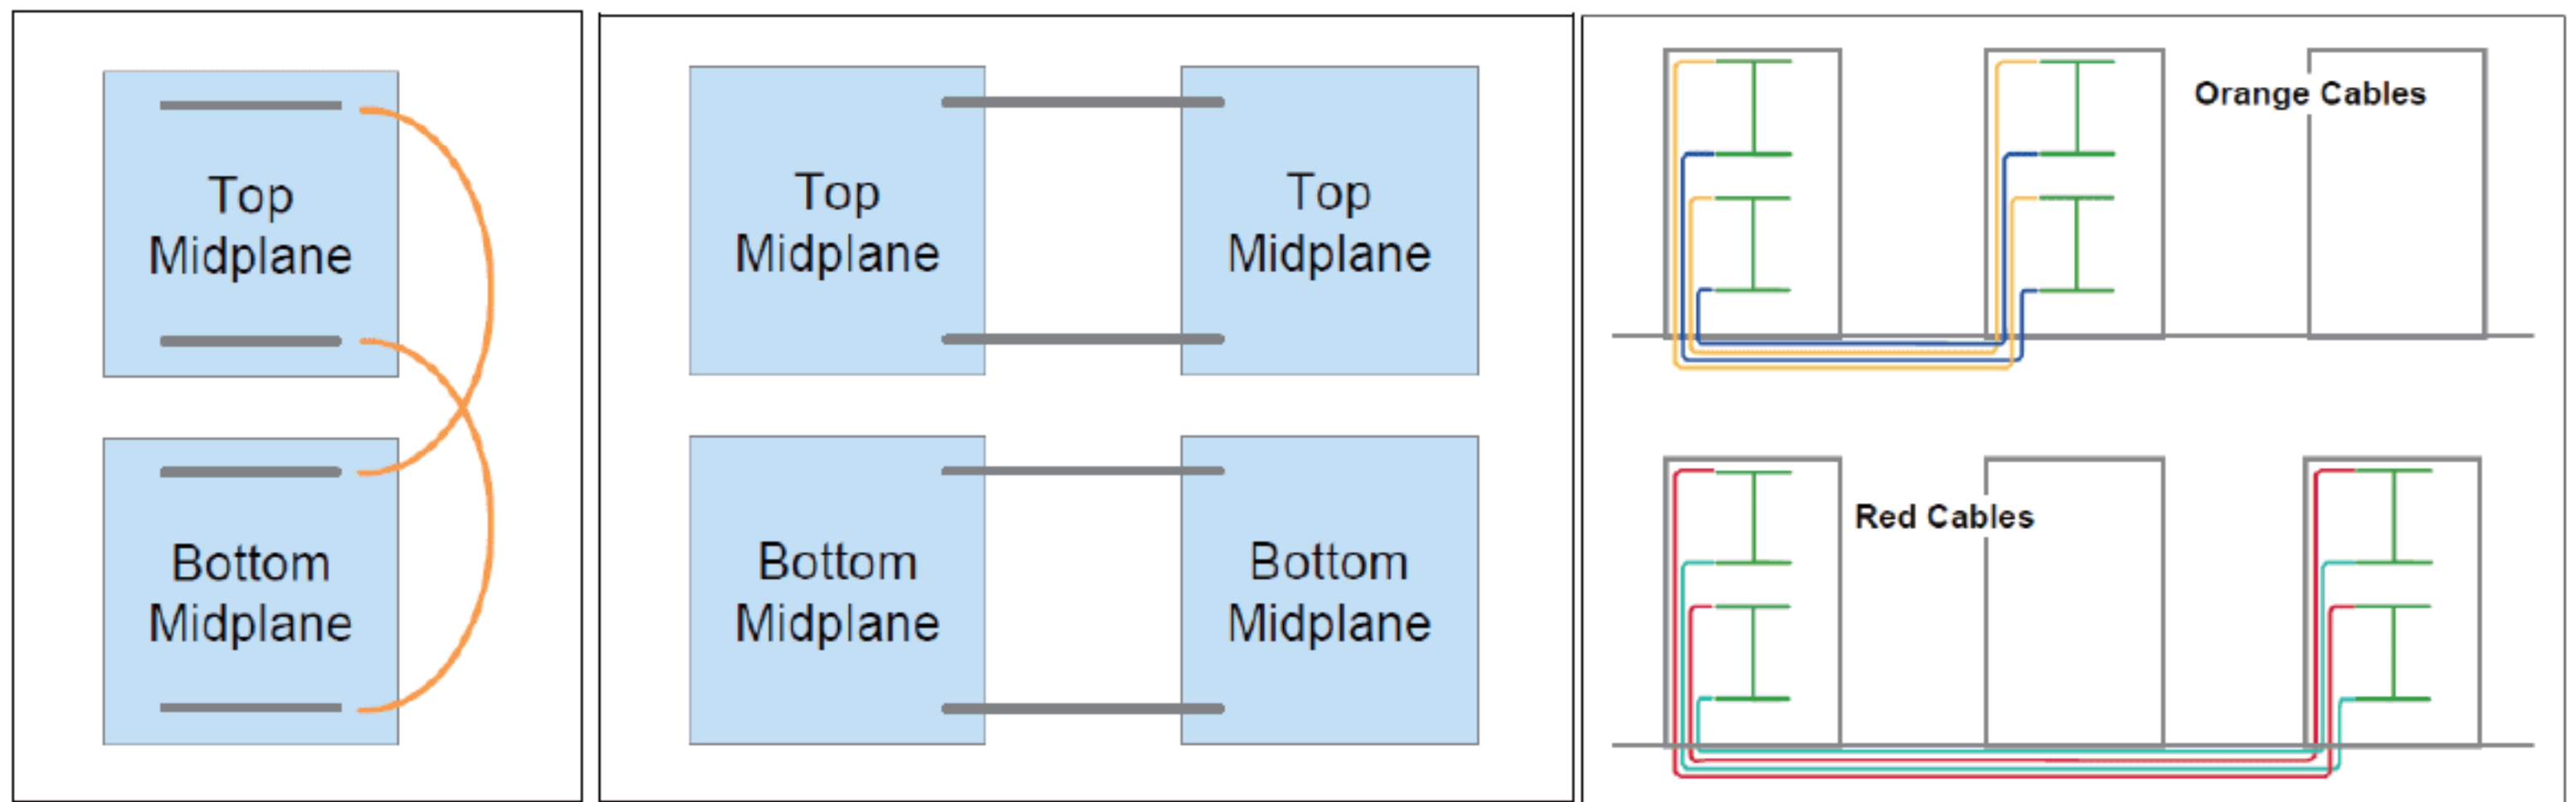 Top
Midplane
Bottom
Midplane
Top
Midplane
Top
Midplane
Bottom
Midplane
Bottom
Midplane
Orange Cables
Red Cables